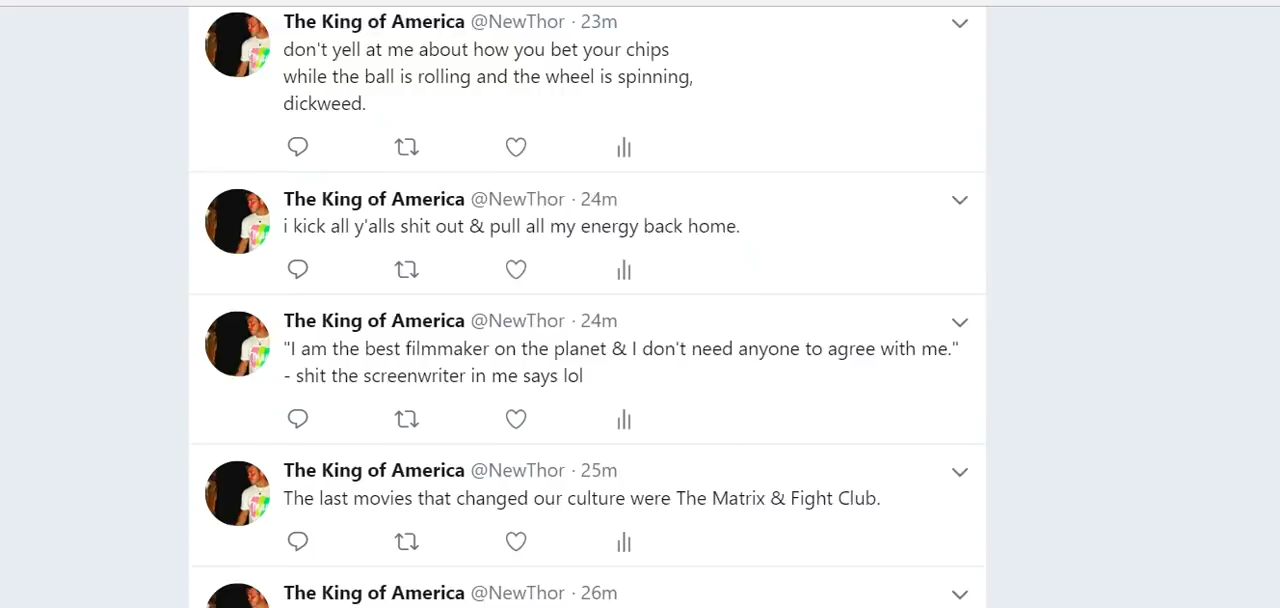 The King of America @NewThor · 23m
don't yell at me about how you bet your chips
while the ball is rolling and the wheel is spinning,
dickweed.
The King of America @NewThor · 24m
i kick all y'alls shit out & pull all my energy back home.
The King of America @NewThor · 24m
"I am the best filmmaker on the planet & I don't need anyone to agree with me."
- shit the screenwriter in me says lol
The King of America @NewThor · 25m
The last movies that changed our culture were The Matrix & Fight Club.
The King of America @NewThor · 26m